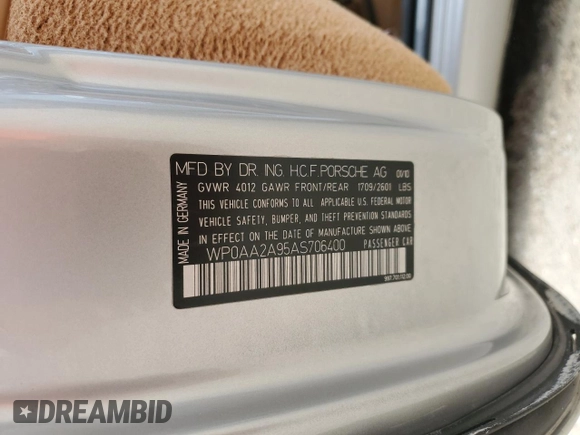 MFD BY DR. ING. H.C.F. PORSCHE AG 01/10
GVWR 4012 GAWR FRONT/REAR 1709/2601 LBS
THIS VEHICLE CONFORMS TO ALL APPLICABLE U.S. FEDERAL MOTOR
VEHICLE SAFETY, BUMPER, AND THEFT PREVENTION STANDARDS
IN EFFECT ON THE DATE OF MANUFACTURE SHOWN ABOVE
WP0AA2A95AS706400 PASSENGER CAR
MADE IN GERMANY
DREAMBID